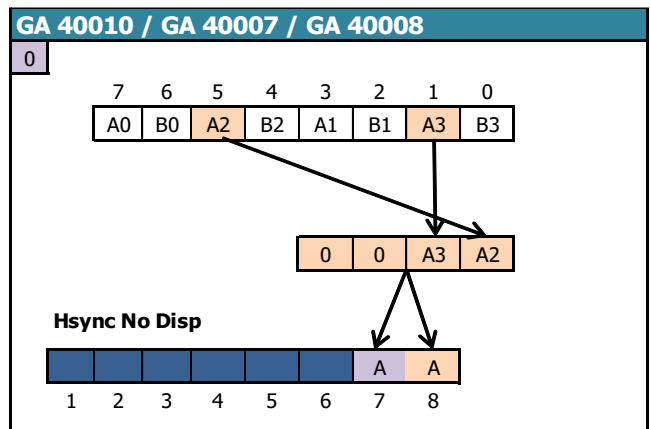 GA 40010 / GA 40007 / GA 40008
0
7 6 5 4 3 2 1 0
A0 B0 A2 B2 A1 B1 A3 B3
0 0 A3 A2
Hsync No Disp
A A
1 2 3 4 5 6 7 8